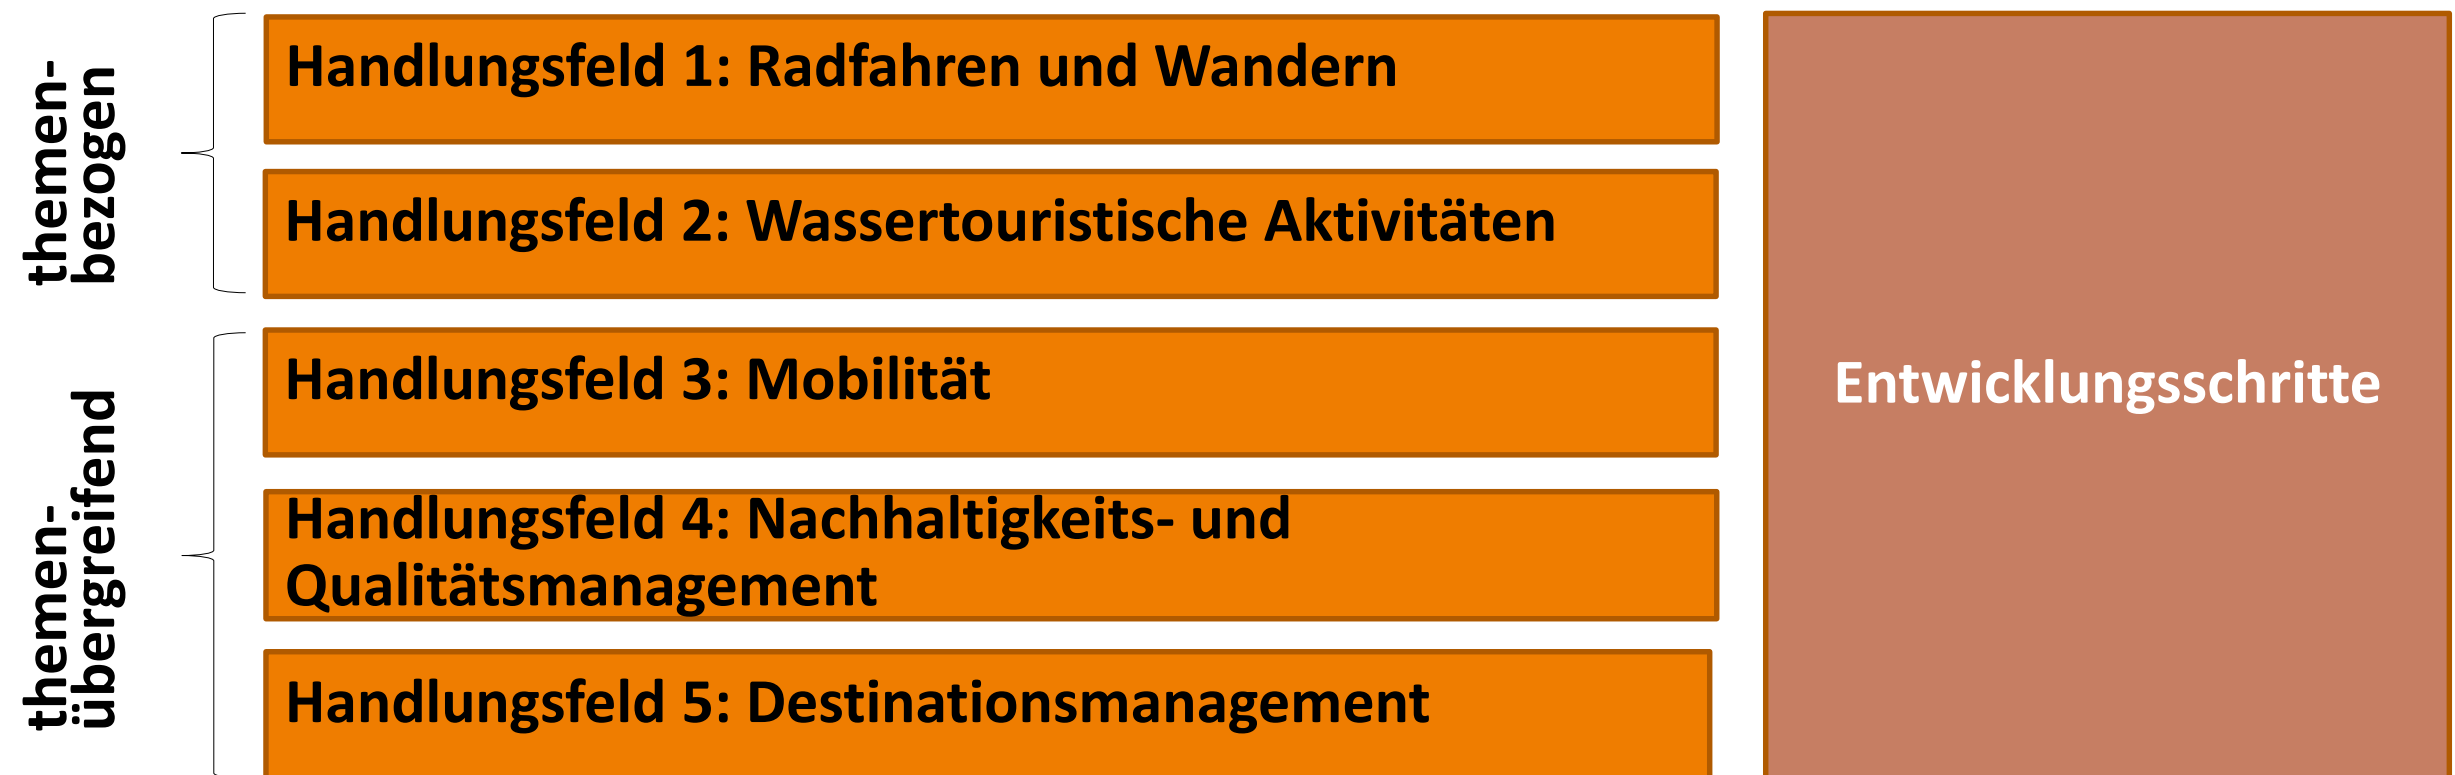 themen-
bezogen
Handlungsfeld 1: Radfahren und Wandern
Handlungsfeld 2: Wassertouristische Aktivitäten
themen-
übergreifend
Handlungsfeld 3: Mobilität
Handlungsfeld 4: Nachhaltigkeits- und
Qualitätsmanagement
Handlungsfeld 5: Destinationsmanagement
Entwicklungsschritte